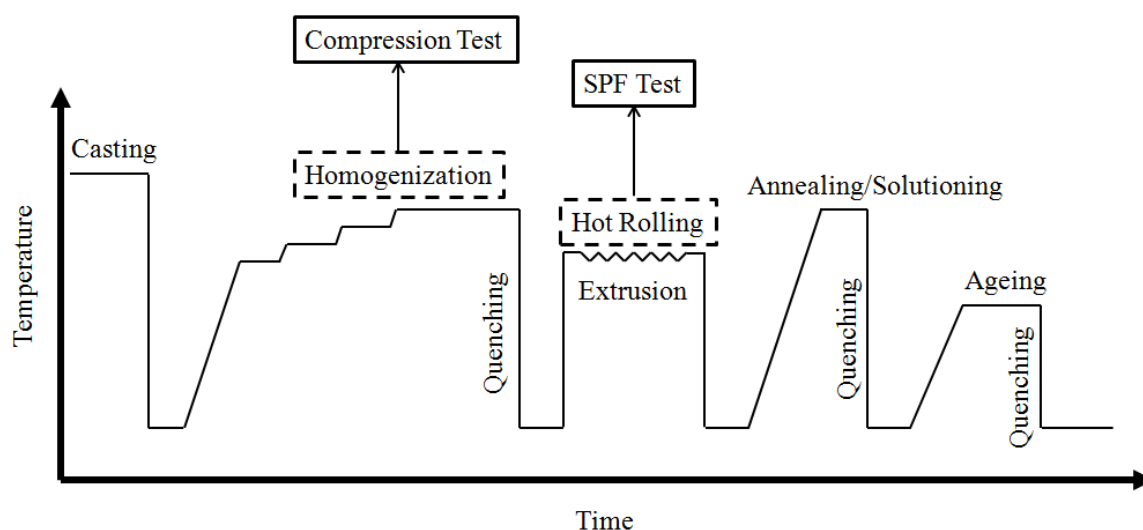 Compression Test
SPF Test
Casting
Homogenization
Annealing/Solutioning
Hot Rolling
Extrusion
Ageing
Quenching
Quenching
Quenching
Temperature
Time